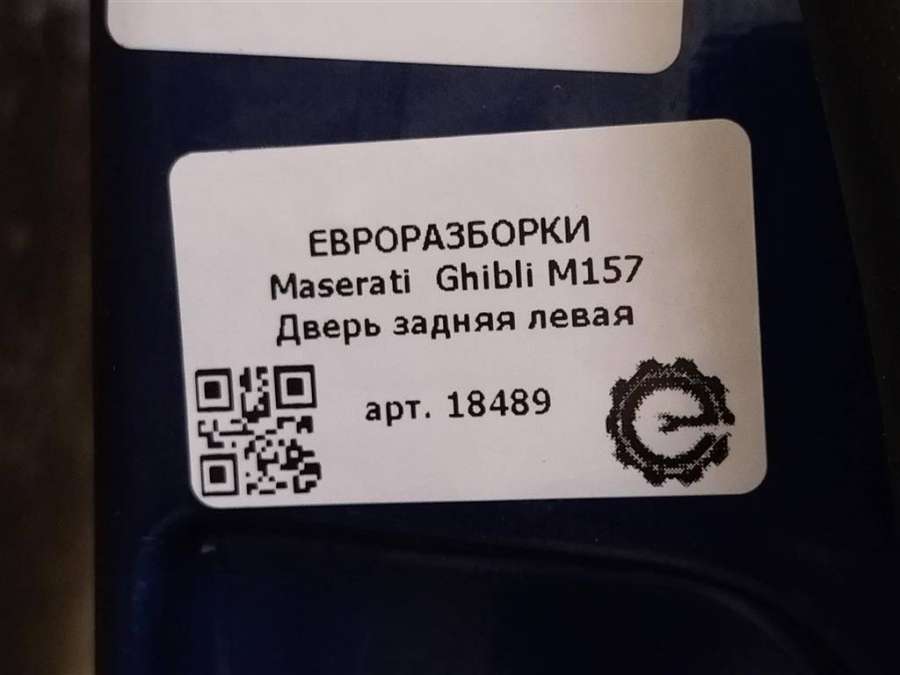 ЕВРОРАЗБОРКИ
Maserati Ghibli M157
Дверь задняя левая
арт. 18489